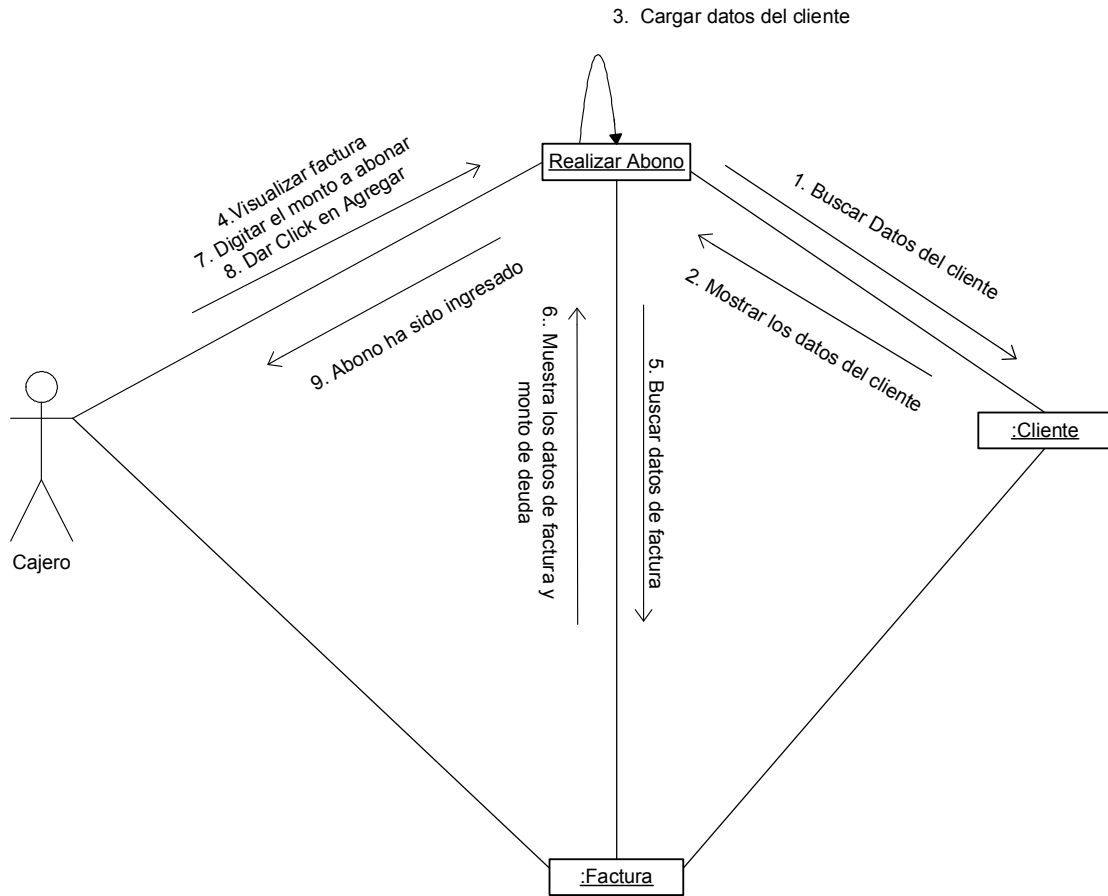 3. Cargar datos del cliente
Realizar Abono
4.Visualizar factura
7. Digitar el monto a abonar
8. Dar Click en Agregar
9. Abono ha sido ingresado
1. Buscar Datos del cliente
2. Mostrar los datos del cliente
6.. Muestra los datos de factura y
monto de deuda
5. Buscar datos de factura
Cajero
:Cliente
:Factura